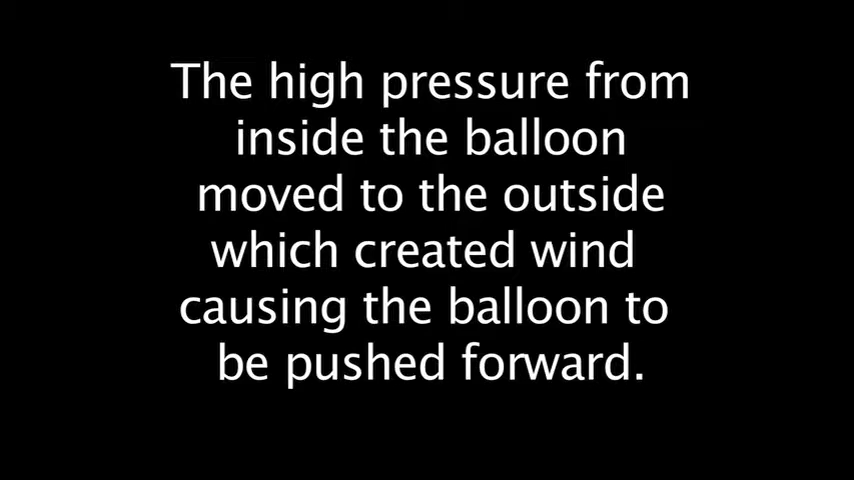 The high pressure from
inside the balloon
moved to the outside
which created wind
causing the balloon to
be pushed forward.